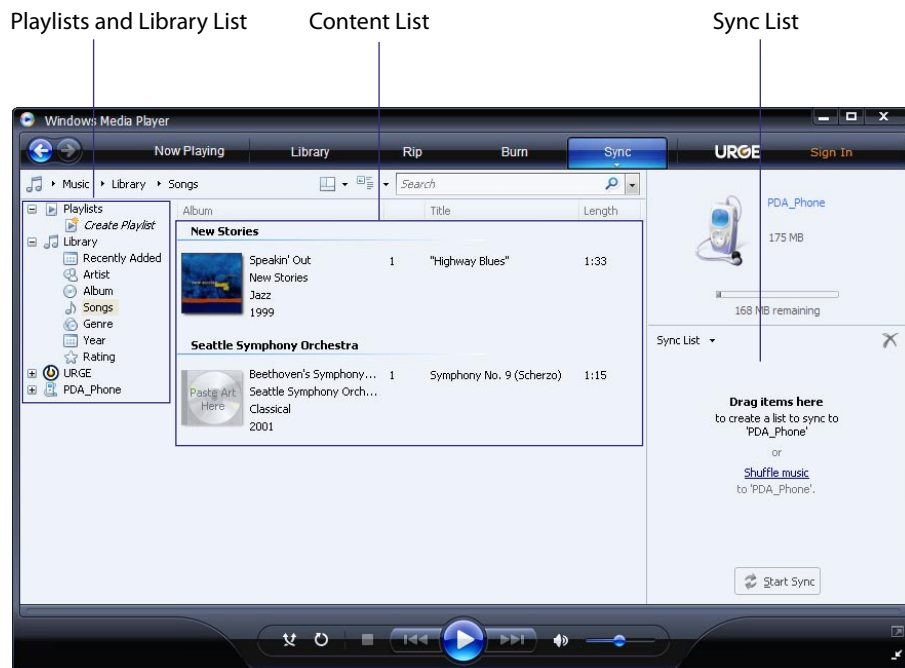 Playlists and Library List Content List Sync List
Windows Media Player
Now Playing Library Rip Burn Sync URGE Sign In
Music Library Songs Search
Playlists
Create Playlist
Library
Recently Added
Artist
Album
Songs
Genre
Year
Rating
URGE
PDA_Phone
Album Title Length
New Stories
Speakin' Out 1 "Highway Blues" 1:33
New Stories
Jazz
1999
Seattle Symphony Orchestra
Paste Art
Here
Beethoven's Symphony... 1 Symphony No. 9 (Scherzo) 1:15
Seattle Symphony Orch...
Classical
2001
PDA_Phone
175 MB
168 MB remaining
Sync List
Drag items here
to create a list to sync to
'PDA_Phone'
or
Shuffle music
to 'PDA_Phone'.
Start Sync